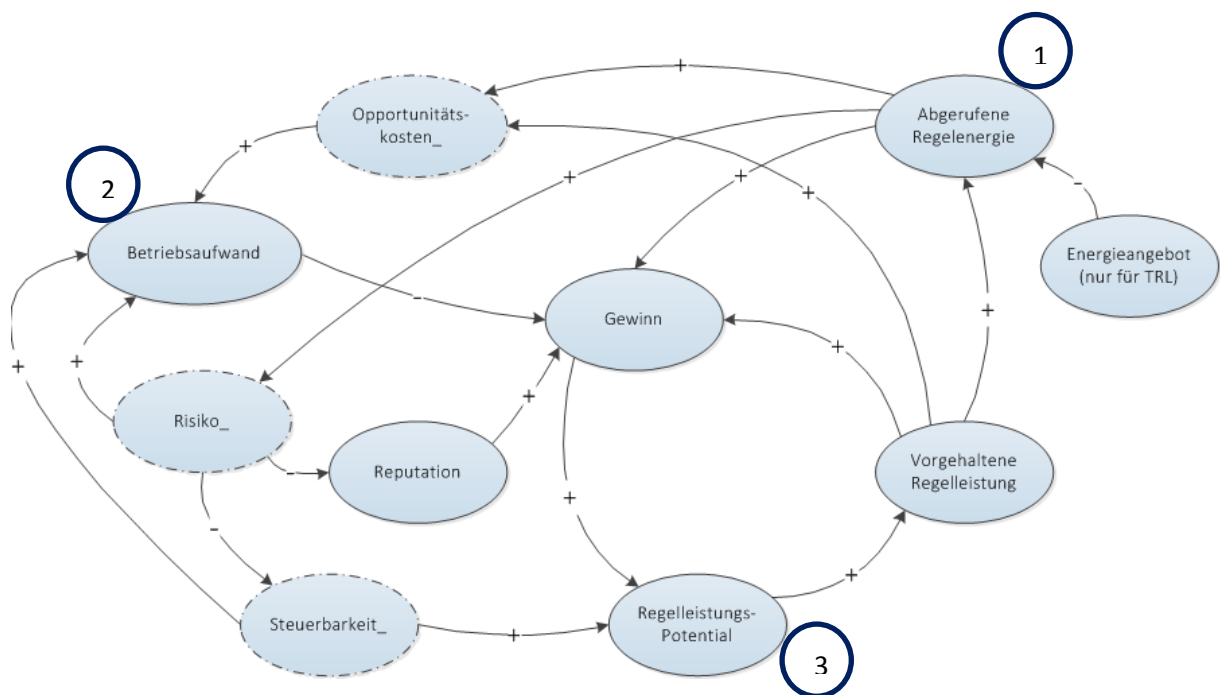 1
+
Opportunitäts-
kosten_
Abgerufene
Regelenergie
+
2
+
+
+
-
Betriebsaufwand
Energieangebot
(nur für TRL)
-
Gewinn
+
+
+
+
+
Risiko_
Reputation
-
Vorgehaltene
Regelleistung
+
-
+
Steuerbarkeit_
+
Regelleistungs-
Potential
3